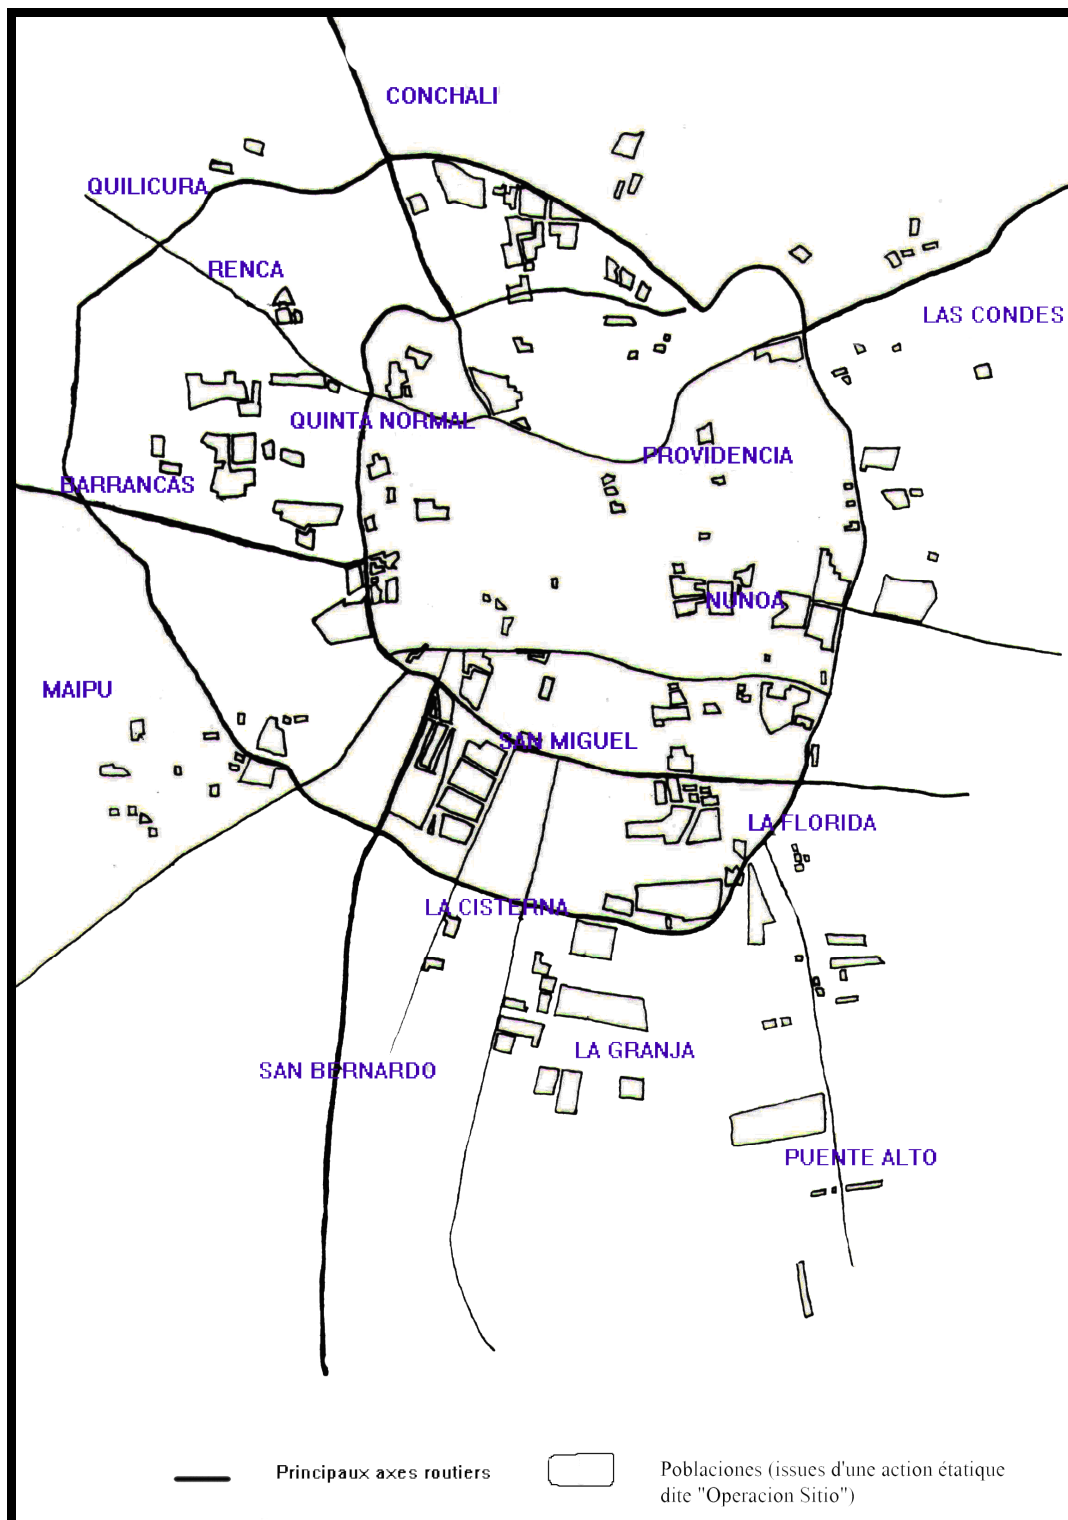 CONCHALI
QUILICURA
RENCA
LAS CONDES
QUINTA NORMAL
PROVIDENCIA
BARRANCAS
NUNOA
MAIPU
SAN MIGUEL
LA FLORIDA
LA CISTERNA
LA GRANJA
SAN BERNARDO
PUENTE ALTO
Principaux axes routiers
Poblaciones (issues d'une action étatique
dite "Operacion Sitio")